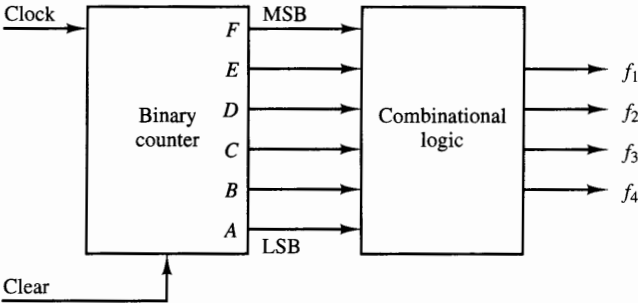 Clock
MSB
F
E
D
C
B
A
Binary
counter
Combinational
logic
f1
f2
f3
f4
LSB
Clear